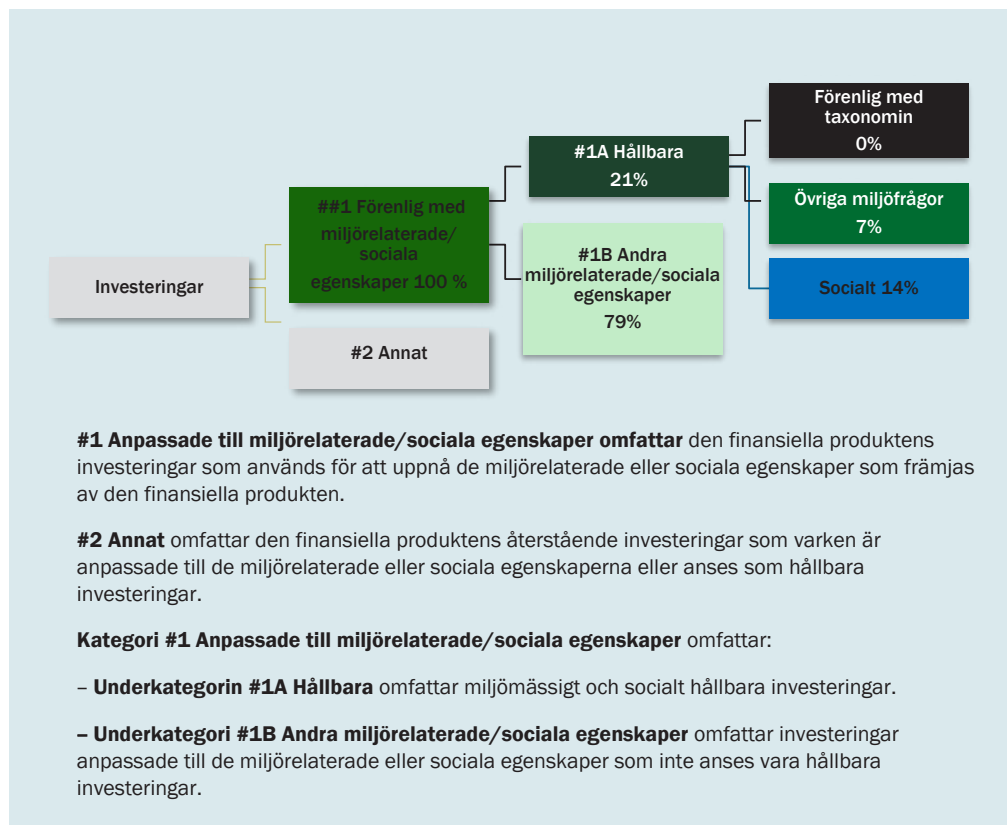 Investeringar
##1 Förenlig med
miljörelaterade/
sociala
egenskaper 100 %
#2 Annat
#1A Hållbara
21%
#1B Andra
miljörelaterade/sociala
egenskaper
79%
Förenlig med
taxonomin
0%
Övriga miljöfrågor
7%
Socialt 14%
#1 Anpassade till miljörelaterade/sociala egenskaper omfattar den finansiella produktens
investeringar som används för att uppnå de miljörelaterade eller sociala egenskaper som främjas
av den finansiella produkten.
#2 Annat omfattar den finansiella produktens återstående investeringar som varken är
anpassade till de miljörelaterade eller sociala egenskaperna eller anses som hållbara
investeringar.
Kategori #1 Anpassade till miljörelaterade/sociala egenskaper omfattar:
– Underkategorin #1A Hållbara omfattar miljömässigt och socialt hållbara investeringar.
– Underkategori #1B Andra miljörelaterade/sociala egenskaper omfattar investeringar
anpassade till de miljörelaterade eller sociala egenskaper som inte anses vara hållbara
investeringar.